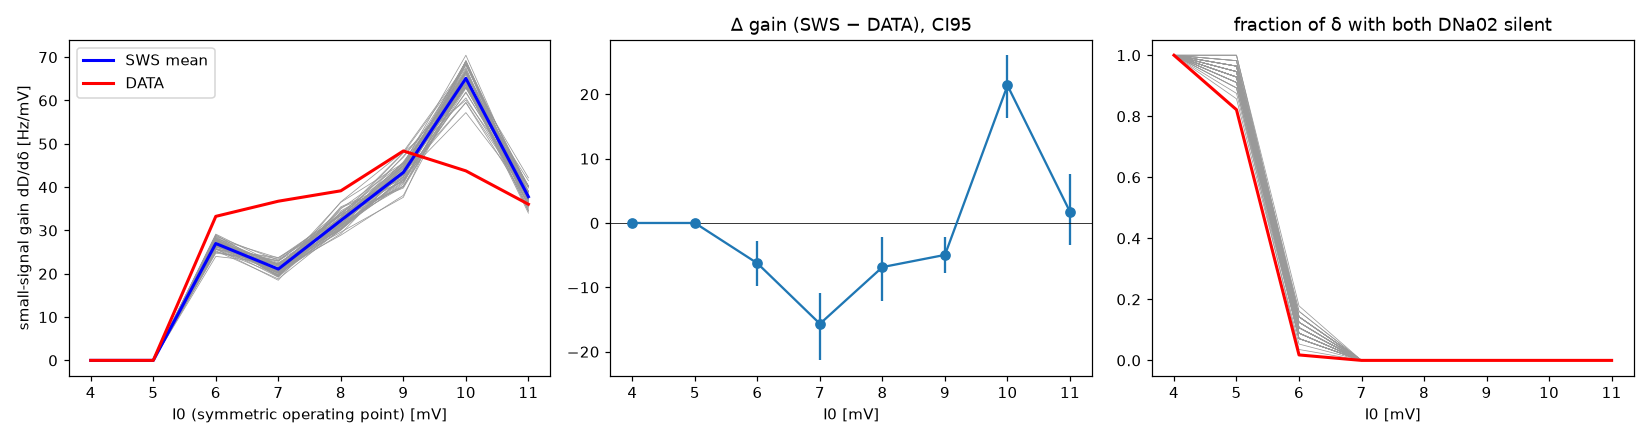 Δ gain (SWS − DATA), CI95
fraction of δ with both DNa02 silent
SWS mean
DATA
small-signal gain dD/dδ [Hz/mV]
70
60
50
40
30
20
10
0
4 5 6 7 8 9 10 11
I0 (symmetric operating point) [mV]
20
10
0
−10
−20
4 5 6 7 8 9 10 11
I0 [mV]
1.0
0.8
0.6
0.4
0.2
0.0
4 5 6 7 8 9 10 11
I0 [mV]